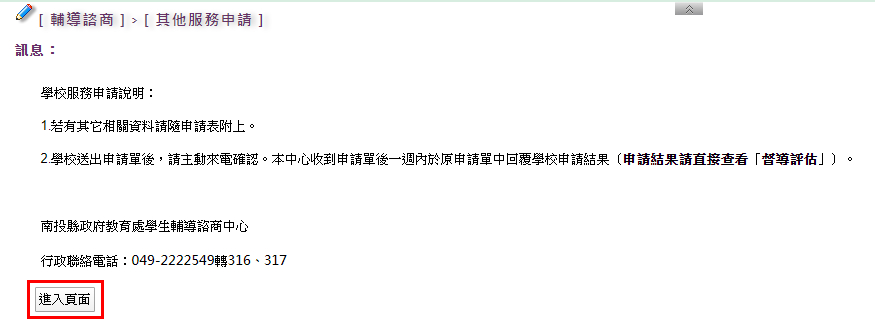 [ 輔導諮商 ] > [ 其他服務申請 ]
訊息：
學校服務申請說明：
1.若有其它相關資料請隨申請表附上。
2.學校送出申請單後，請主動來電確認。本中心收到申請單後一週內於原申請單中回覆學校申請結果（申請結果請直接查看「督導評估」）。
南投縣政府教育處學生輔導諮商中心
行政聯絡電話：049-2222549轉316、317
進入頁面